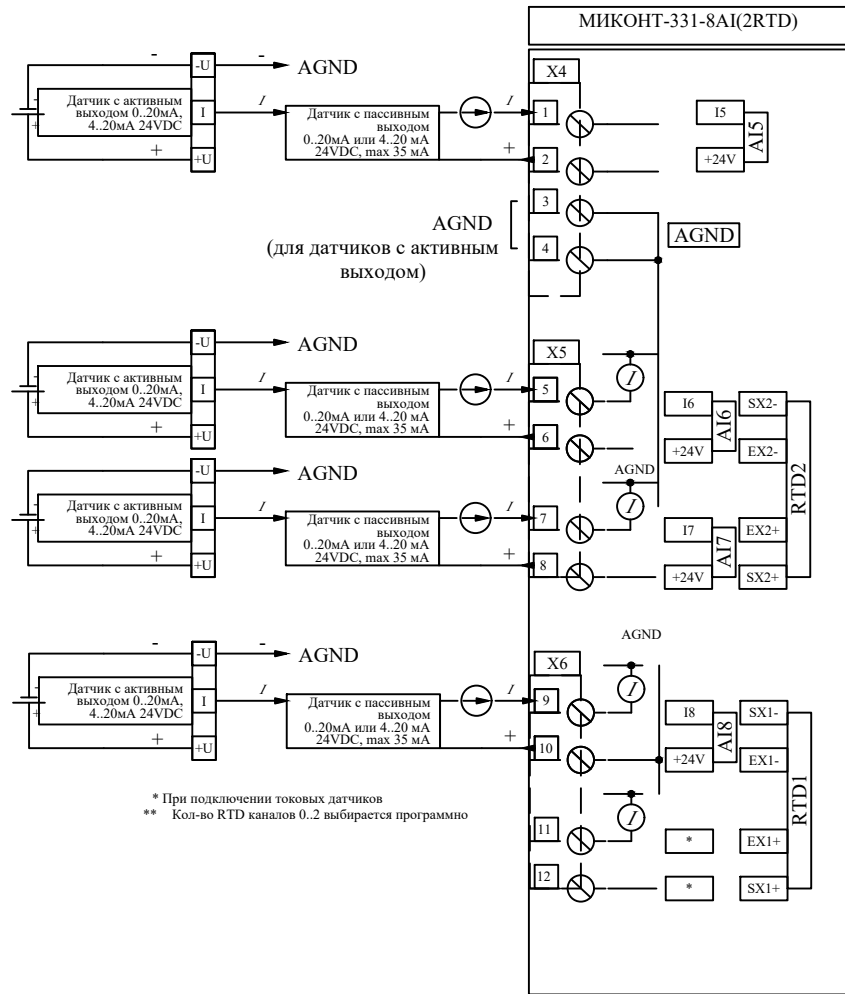 МИКОНТ-331-8AI(2RTD)
- -
-U AGND X4
Датчик с активным
выходом 0..20мА,
4..20мА 24VDC
- + I I
Датчик с пассивным
выходом
0..20мА или 4..20 мА
24VDC, max 35 мА
I 1 I5
AI5
+ +U + 2 +24V
3
AGND
(для датчиков с активным
выходом)
AGND
4
-U AGND X5
Датчик с активным
выходом 0..20мА,
4..20мА 24VDC
- + I I
Датчик с пассивным
выходом
0..20мА или 4..20 мА
24VDC, max 35 мА
I 5 I I6 SX2-
AI6
+ +U + 6 +24V EX2-
RTD2
-U AGND AGND
Датчик с активным
выходом 0..20мА,
4..20мА 24VDC
- + I I
Датчик с пассивным
выходом
0..20мА или 4..20 мА
24VDC, max 35 мА
I 7 I I7 EX2+
AI7
+ +U + 8 +24V SX2+
AGND
- -
-U AGND X6
Датчик с активным
выходом 0..20мА,
4..20мА 24VDC
- + I I
Датчик с пассивным
выходом
0..20мА или 4..20 мА
24VDC, max 35 мА
I 9 I I8 SX1-
AI8
+ +U + 10 +24V EX1-
RTD1
* При подключении токовых датчиков
** Кол-во RTD каналов 0..2 выбирается программно
11 I * EX1+
12 * SX1+